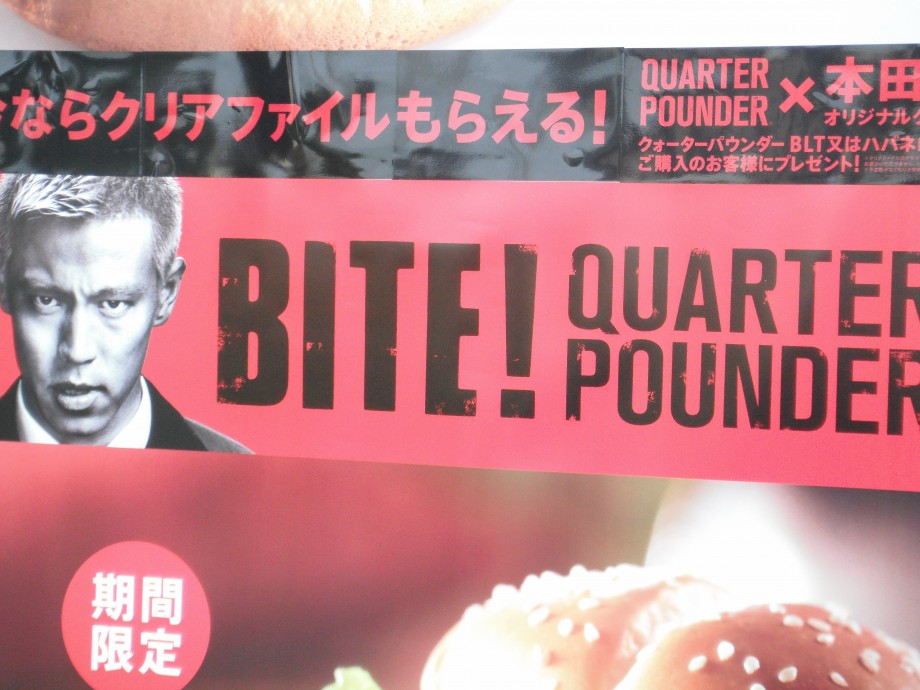 今ならクリアファイルもらえる!
QUARTER
POUNDER
×
本田
オリジナルク
クォーターパウンダー BLT又はハバネロ
ご購入のお客様にプレゼント!
BITE!
QUARTER
POUNDER
期間
限定